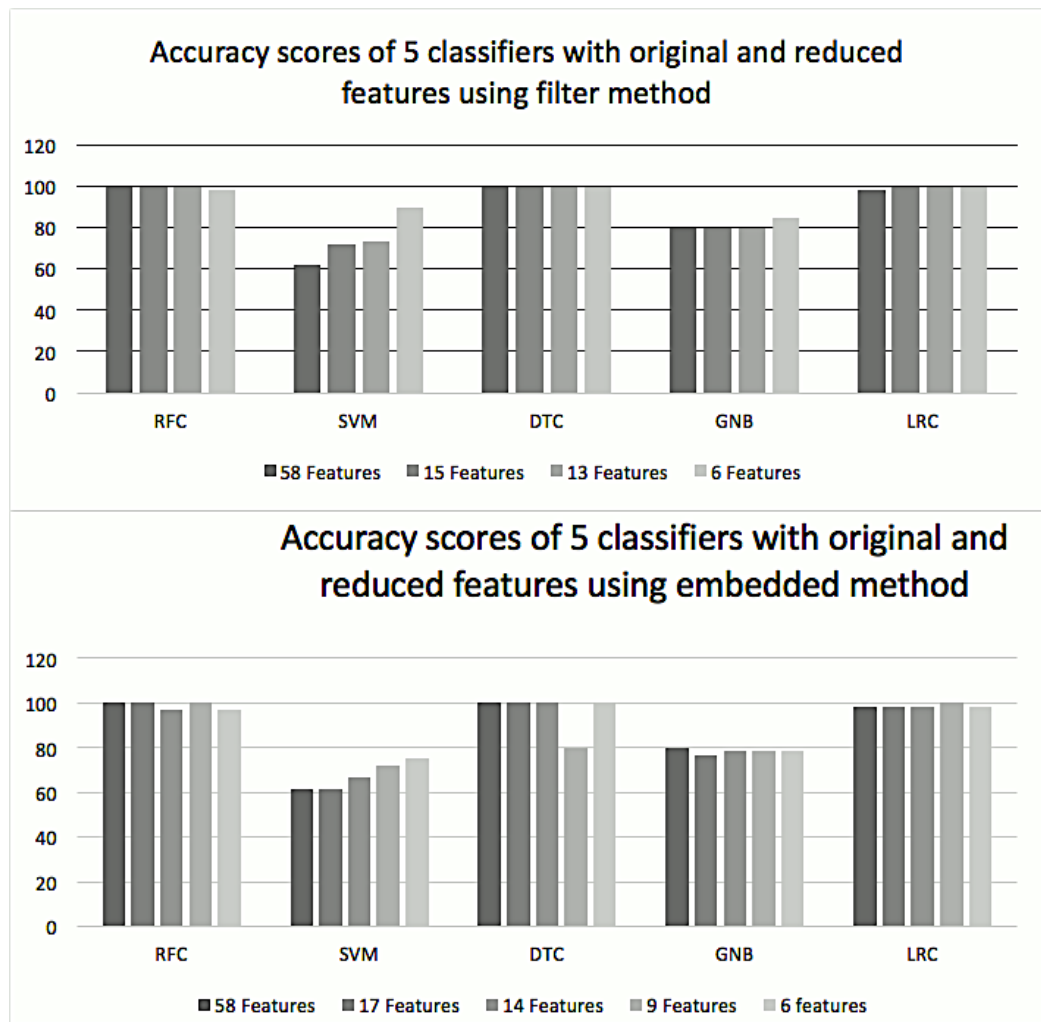 Accuracy scores of 5 classifiers with original and reduced
features using filter method
120
100
80
60
40
20
0
RFC SVM DTC GNB LRC
58 Features 15 Features 13 Features 6 Features
Accuracy scores of 5 classifiers with original and
reduced features using embedded method
120
100
80
60
40
20
0
RFC SVM DTC GNB LRC
58 Features 17 Features 14 Features 9 Features 6 features